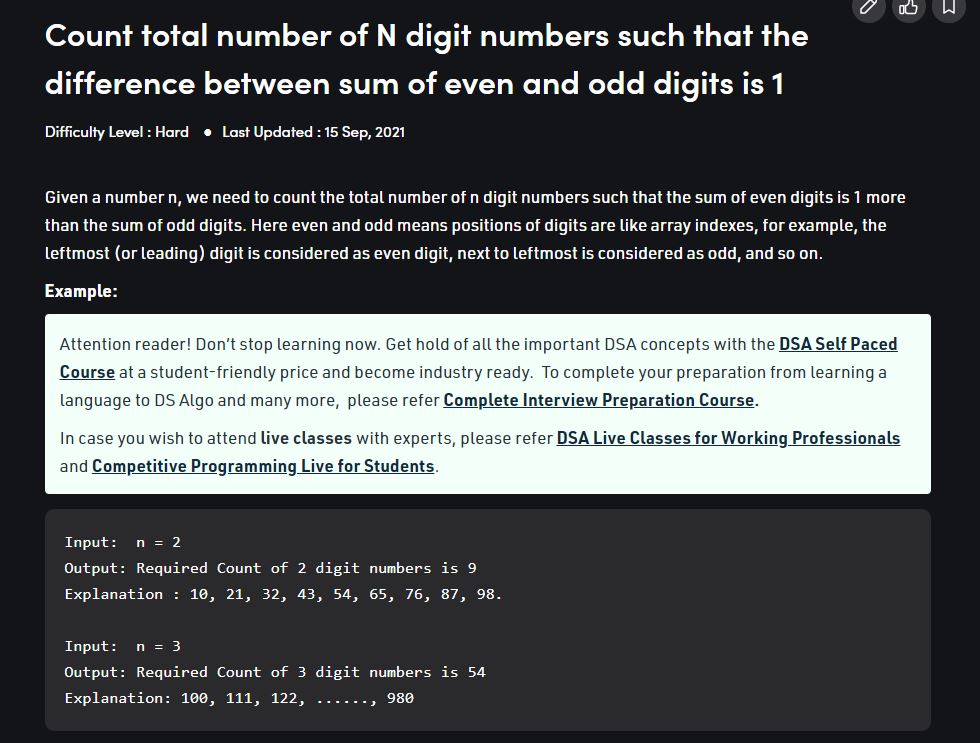 Count total number of N digit numbers such that the
difference between sum of even and odd digits is 1
Difficulty Level : Hard ● Last Updated : 15 Sep, 2021
Given a number n, we need to count the total number of n digit numbers such that the sum of even digits is 1 more
than the sum of odd digits. Here even and odd means positions of digits are like array indexes, for example, the
leftmost (or leading) digit is considered as even digit, next to leftmost is considered as odd, and so on.
Example:
Attention reader! Don’t stop learning now. Get hold of all the important DSA concepts with the DSA Self Paced
Course at a student-friendly price and become industry ready.  To complete your preparation from learning a
language to DS Algo and many more,  please refer Complete Interview Preparation Course.
In case you wish to attend live classes with experts, please refer DSA Live Classes for Working Professionals
and Competitive Programming Live for Students.
Input:  n = 2
Output: Required Count of 2 digit numbers is 9
Explanation : 10, 21, 32, 43, 54, 65, 76, 87, 98.
Input:  n = 3
Output: Required Count of 3 digit numbers is 54
Explanation: 100, 111, 122, ......, 980